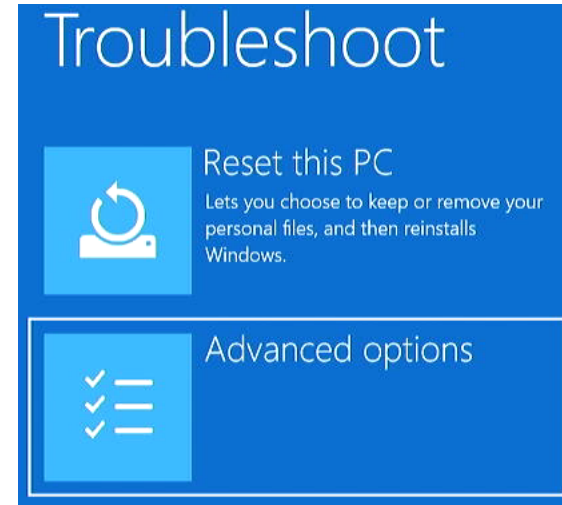 Troubleshoot
Reset this PC
Lets you choose to keep or remove your
personal files, and then reinstalls
Windows.
Advanced options